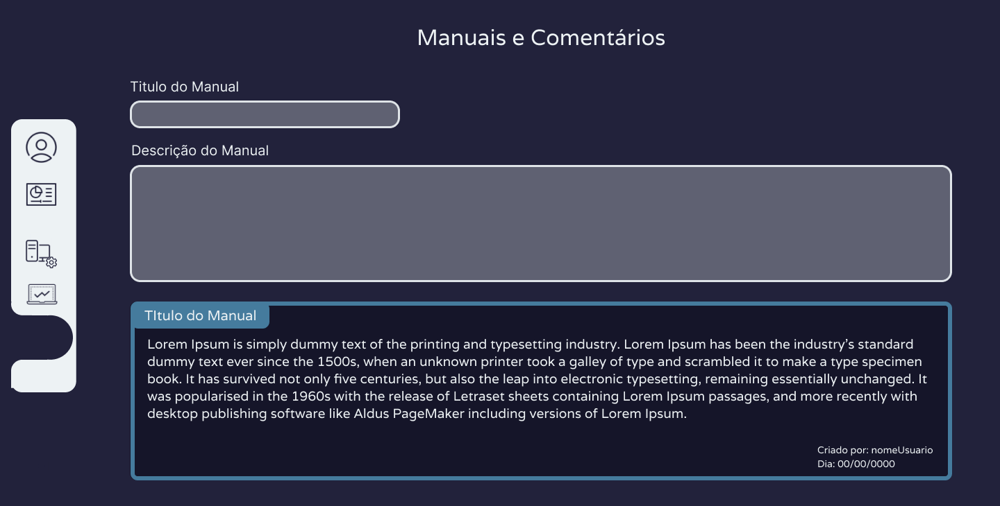 Manuais e Comentários
Titulo do Manual
Descrição do Manual
TItulo do Manual
Lorem Ipsum is simply dummy text of the printing and typesetting industry. Lorem Ipsum has been the industry's standard
dummy text ever since the 1500s, when an unknown printer took a galley of type and scrambled it to make a type specimen
book. It has survived not only five centuries, but also the leap into electronic typesetting, remaining essentially unchanged. It
was popularised in the 1960s with the release of Letraset sheets containing Lorem Ipsum passages, and more recently with
desktop publishing software like Aldus PageMaker including versions of Lorem Ipsum.
Criado por: nomeUsuario
Dia: 00/00/0000